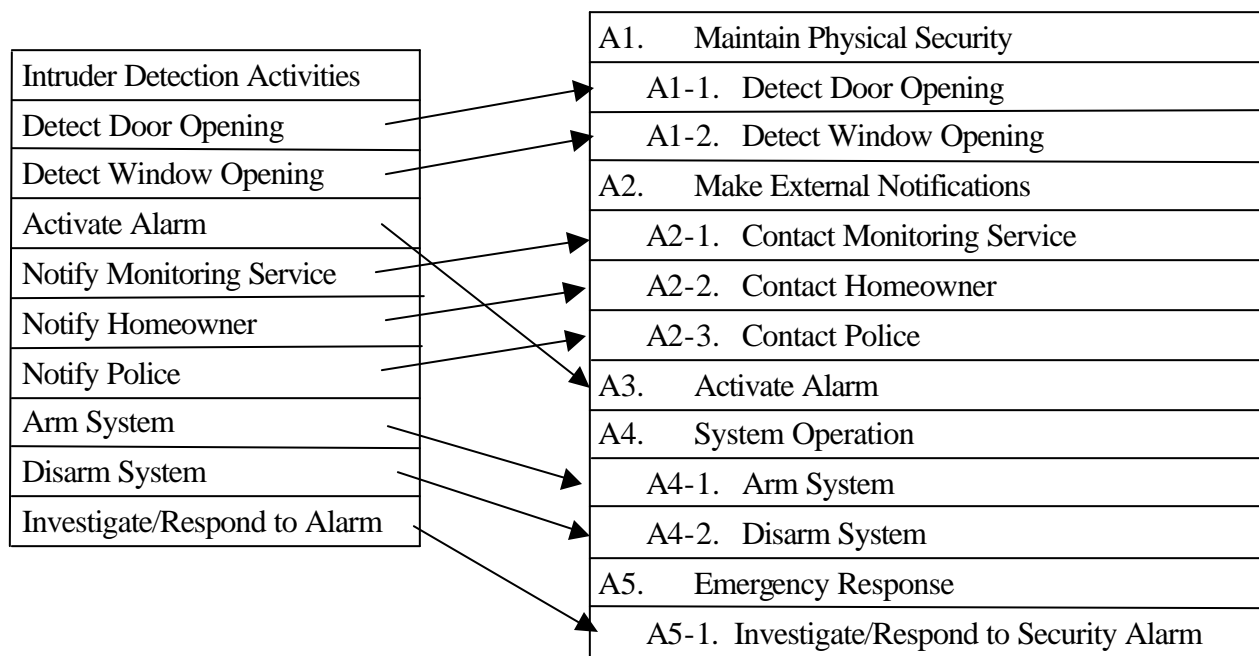 Intruder Detection Activities
Detect Door Opening
Detect Window Opening
Activate Alarm
Notify Monitoring Service
Notify Homeowner
Notify Police
Arm System
Disarm System
Investigate/Respond to Alarm
A1. Maintain Physical Security
A1-1. Detect Door Opening
A1-2. Detect Window Opening
A2. Make External Notifications
A2-1. Contact Monitoring Service
A2-2. Contact Homeowner
A2-3. Contact Police
A3. Activate Alarm
A4. System Operation
A4-1. Arm System
A4-2. Disarm System
A5. Emergency Response
A5-1. Investigate/Respond to Security Alarm